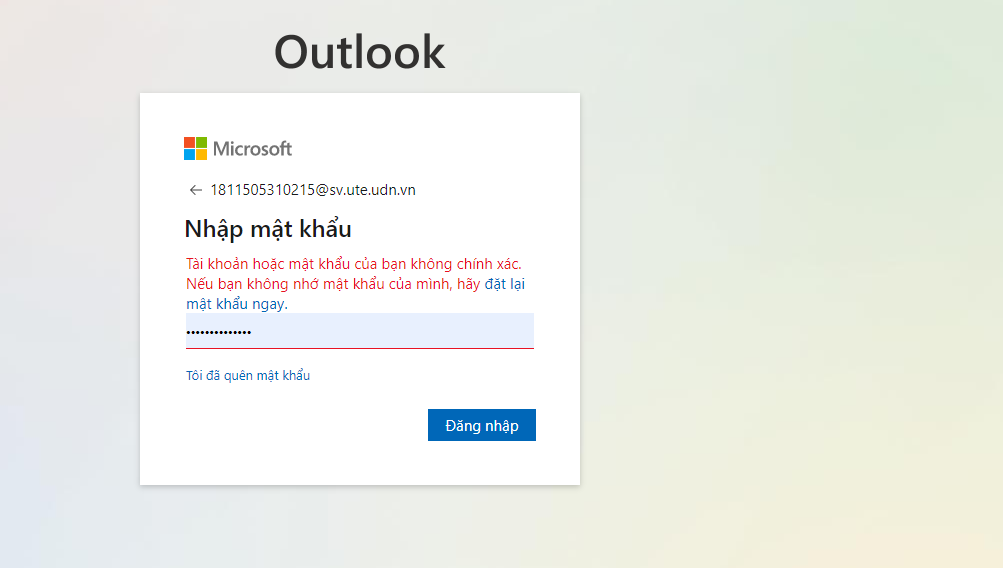 Outlook
Microsoft
← 1811505310215@sv.ute.udn.vn
Nhập mật khẩu
Tài khoản hoặc mật khẩu của bạn không chính xác.
Nếu bạn không nhớ mật khẩu của mình, hãy đặt lại
mật khẩu ngay.
••••••••••••••
Tôi đã quên mật khẩu
Đăng nhập